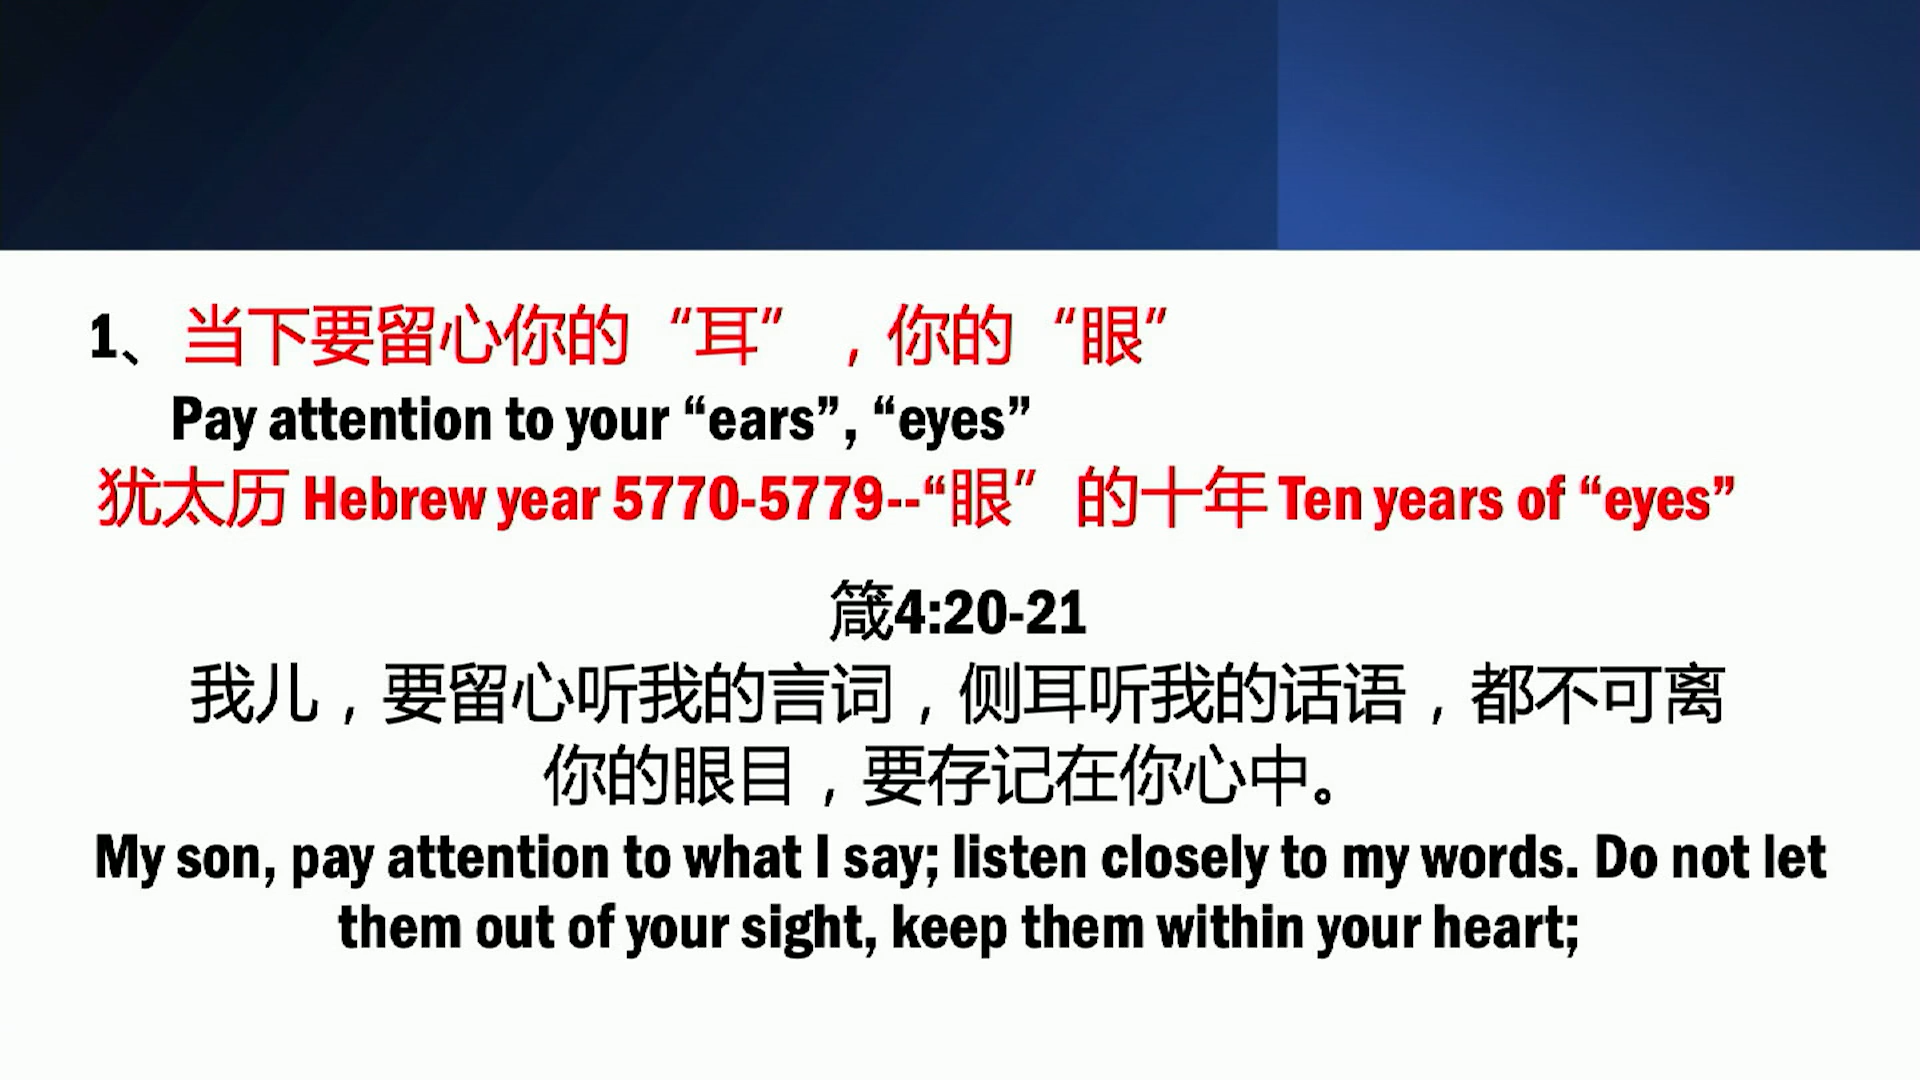 1、当下要留心你的“耳”，你的“眼”
Pay attention to your “ears”, “eyes”
犹太历 Hebrew year 5770-5779--“眼”的十年 Ten years of “eyes”
箴4:20-21
我儿，要留心听我的言词，侧耳听我的话语，都不可离
你的眼目，要存记在你心中。
My son, pay attention to what I say; listen closely to my words. Do not let
them out of your sight, keep them within your heart;